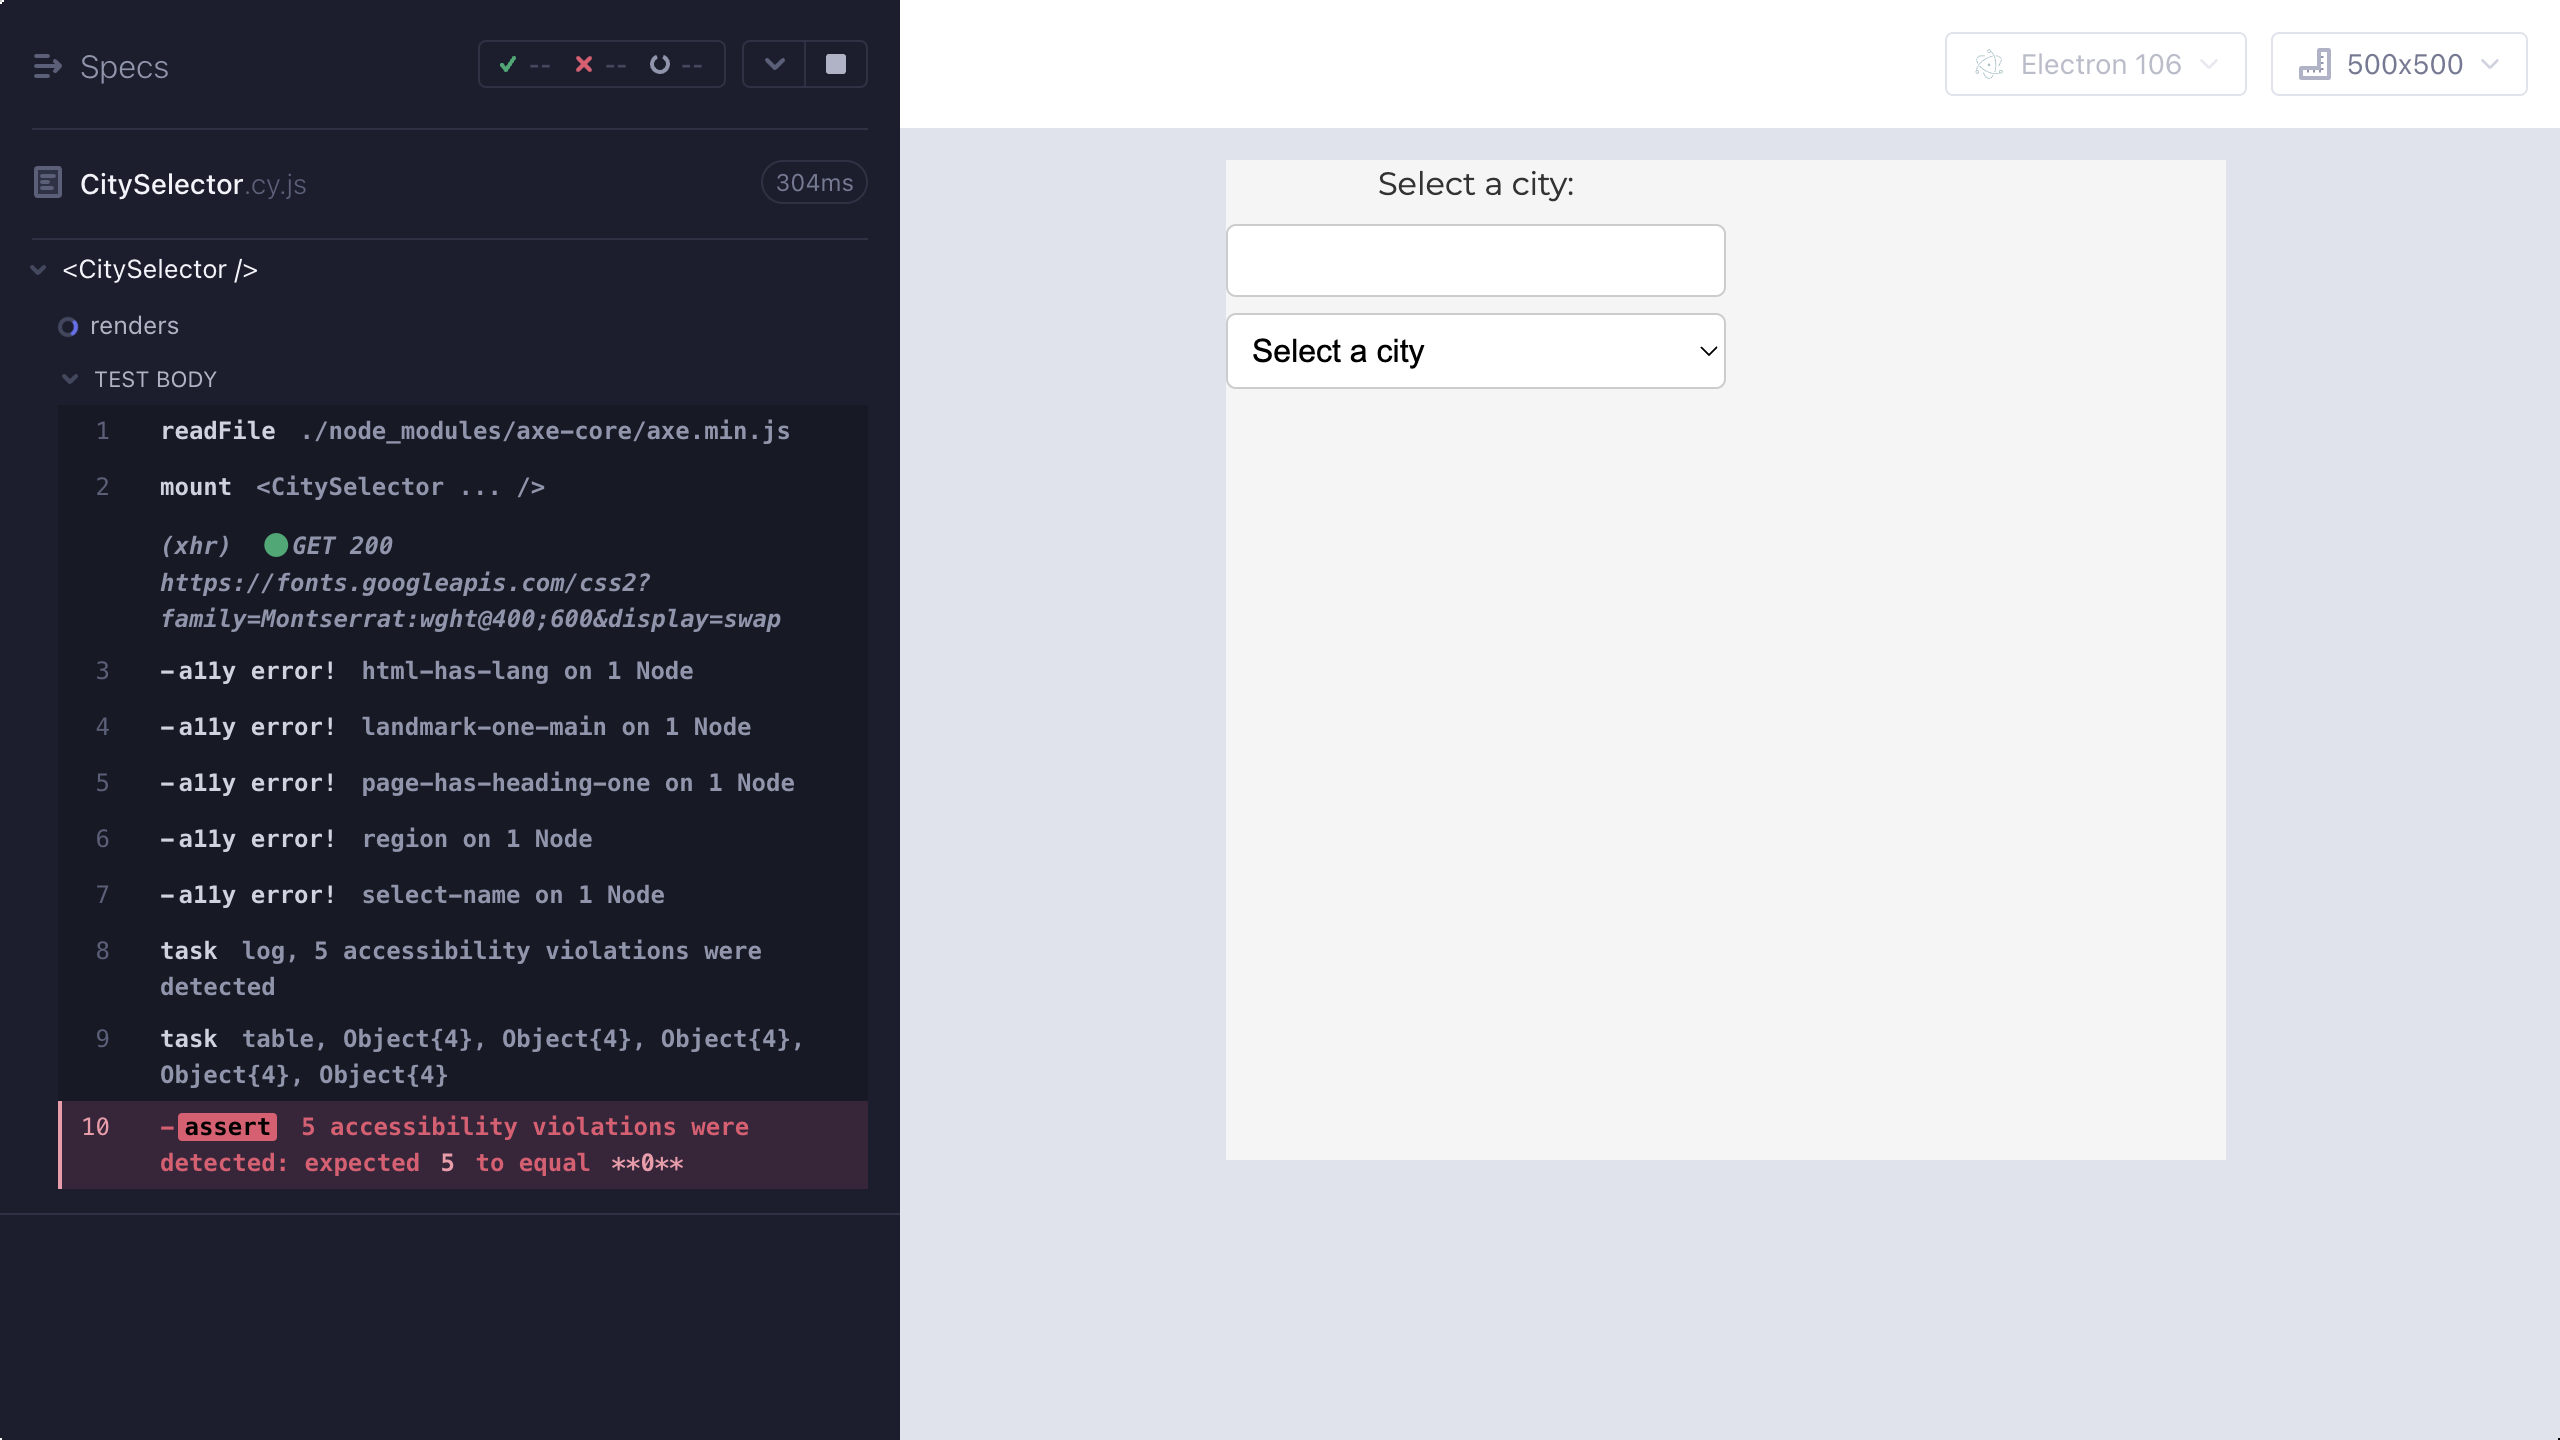 Specs
-- -- --
CitySelector.cy.js 304ms
<CitySelector />
renders
TEST BODY
1 readFile ./node_modules/axe-core/axe.min.js
2 mount <CitySelector ... />
(xhr) GET 200
https://fonts.googleapis.com/css2?
family=Montserrat:wght@400;600&display=swap
3 -a11y error! html-has-lang on 1 Node
4 -a11y error! landmark-one-main on 1 Node
5 -a11y error! page-has-heading-one on 1 Node
6 -a11y error! region on 1 Node
7 -a11y error! select-name on 1 Node
8 task log, 5 accessibility violations were
detected
9 task table, Object{4}, Object{4}, Object{4},
Object{4}, Object{4}
10 -assert 5 accessibility violations were
detected: expected 5 to equal **0**
Electron 106
500x500
Select a city:
Select a city